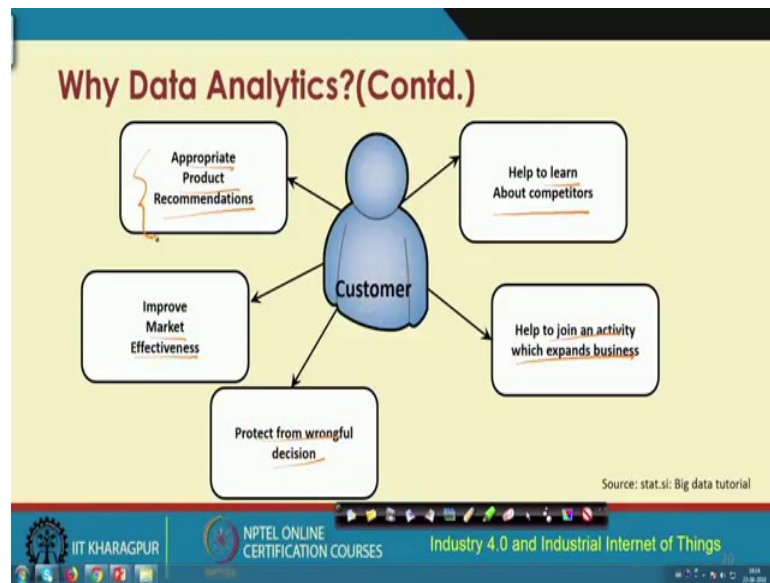 Why Data Analytics?(Contd.)
Appropriate
Product
Recommendations
Help to learn
About competitors
Customer
Improve
Market
Effectiveness
Help to join an activity
which expands business
Protect from wrongful
decision
Source: stat.si: Big data tutorial
IIT KHARAGPUR
NPTEL ONLINE
CERTIFICATION COURSES
Industry 4.0 and Industrial Internet of Things
20